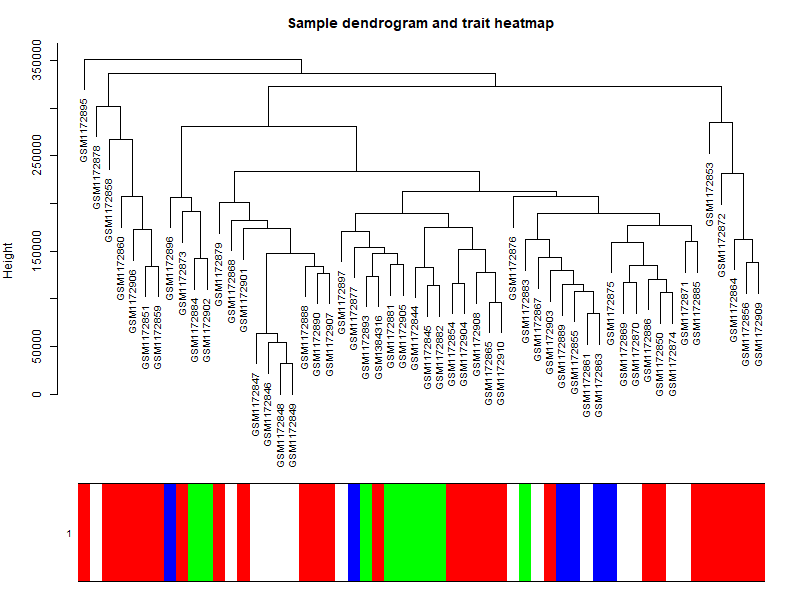 Sample dendrogram and trait heatmap
Height
350000
250000
150000
50000
0
GSM1172895
GSM1172878
GSM1172858
GSM1172860
GSM1172906
GSM1172851
GSM1172859
GSM1172896
GSM1172873
GSM1172884
GSM1172902
GSM1172879
GSM1172868
GSM1172901
GSM1172847
GSM1172846
GSM1172848
GSM1172849
GSM1172888
GSM1172890
GSM1172907
GSM1172897
GSM1172877
GSM1172893
GSM1384316
GSM1172881
GSM1172905
GSM1172844
GSM1172845
GSM1172882
GSM1172854
GSM1172904
GSM1172908
GSM1172865
GSM1172910
GSM1172876
GSM1172883
GSM1172867
GSM1172903
GSM1172889
GSM1172855
GSM1172861
GSM1172863
GSM1172875
GSM1172869
GSM1172870
GSM1172886
GSM1172850
GSM1172874
GSM1172871
GSM1172885
GSM1172853
GSM1172872
GSM1172864
GSM1172856
GSM1172909
1